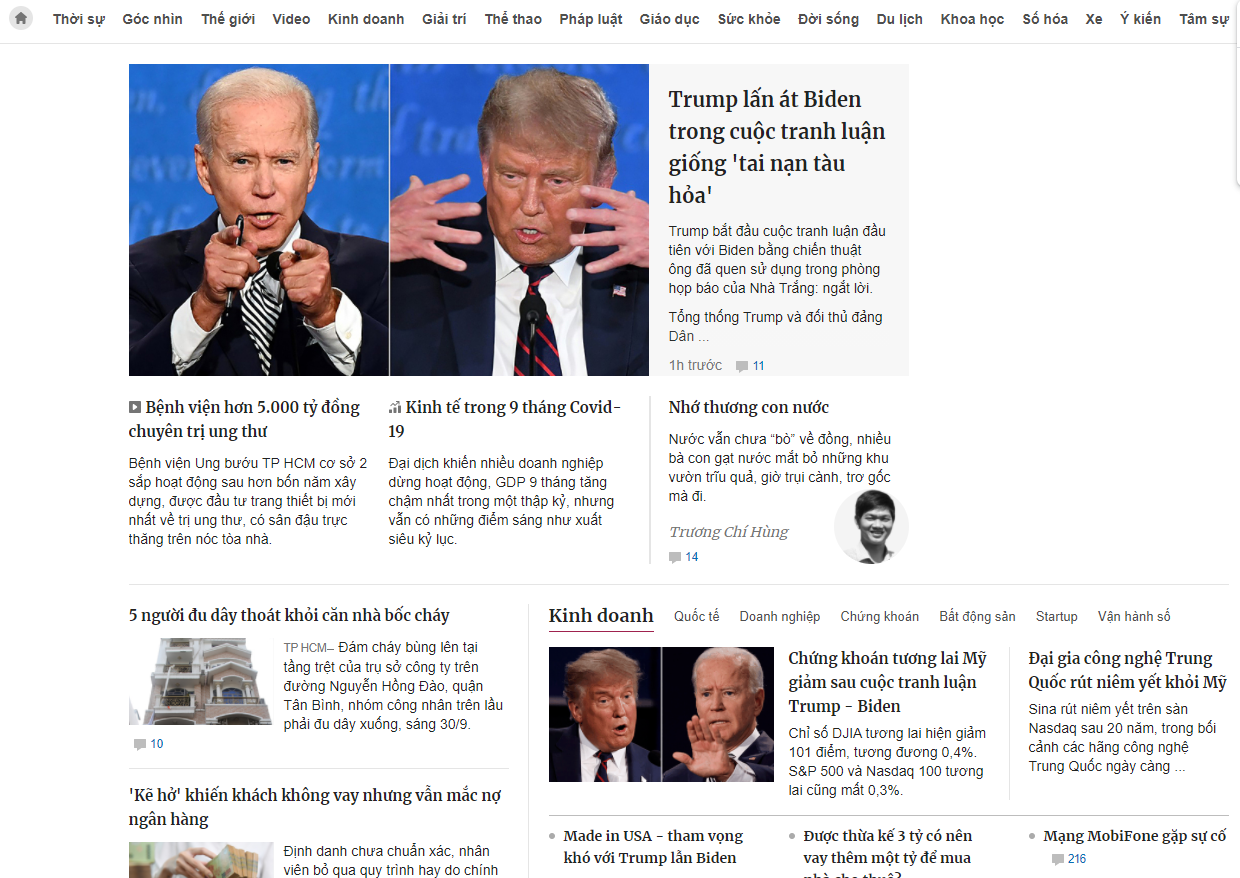 Thời sự Góc nhìn Thế giới Video Kinh doanh Giải trí Thể thao Pháp luật Giáo dục Sức khỏe Đời sống Du lịch Khoa học Số hóa Xe Ý kiến Tâm sự
Trump lấn át Biden
trong cuộc tranh luận
giống 'tai nạn tàu
hỏa'
Trump bắt đầu cuộc tranh luận đầu
tiên với Biden bằng chiến thuật
ông đã quen sử dụng trong phòng
họp báo của Nhà Trắng: ngắt lời.
Tổng thống Trump và đối thủ đảng
Dân ...
1h trước 11
Bệnh viện hơn 5.000 tỷ đồng
chuyên trị ung thư
Bệnh viện Ung bướu TP HCM cơ sở 2
sắp hoạt động sau hơn bốn năm xây
dựng, được đầu tư trang thiết bị mới
nhất về trị ung thư, có sân đậu trực
thăng trên nóc tòa nhà.
Kinh tế trong 9 tháng Covid-
19
Đại dịch khiến nhiều doanh nghiệp
dừng hoạt động, GDP 9 tháng tăng
chậm nhất trong một thập kỷ, nhưng
vẫn có những điểm sáng như xuất
siêu kỷ lục.
Nhớ thương con nước
Nước vẫn chưa “bò” về đồng, nhiều
bà con gạt nước mắt bỏ những khu
vườn trĩu quả, giờ trụi cành, trơ gốc
mà đi.
Trương Chí Hùng
14
5 người đu dây thoát khỏi căn nhà bốc cháy
TP HCM– Đám cháy bùng lên tại
tầng trệt của trụ sở công ty trên
đường Nguyễn Hồng Đào, quận
Tân Bình, nhóm công nhân trên lầu
phải đu dây xuống, sáng 30/9.
10
'Kẽ hở' khiến khách không vay nhưng vẫn mắc nợ
ngân hàng
Định danh chưa chuẩn xác, nhân
viên bỏ qua quy trình hay do chính
Kinh doanh Quốc tế Doanh nghiệp Chứng khoán Bất động sản Startup Vận hành số
Chứng khoán tương lai Mỹ
giảm sau cuộc tranh luận
Trump - Biden
Chỉ số DJIA tương lai hiện giảm
101 điểm, tương đương 0,4%.
S&P 500 và Nasdaq 100 tương
lai cũng mất 0,3%.
Đại gia công nghệ Trung
Quốc rút niêm yết khỏi Mỹ
Sina rút niêm yết trên sàn
Nasdaq sau 20 năm, trong bối
cảnh các hãng công nghệ
Trung Quốc ngày càng ...
Made in USA - tham vọng
khó với Trump lẫn Biden
Được thừa kế 3 tỷ có nên
vay thêm một tỷ để mua
nhà cho thuê?
Mạng MobiFone gặp sự cố
216